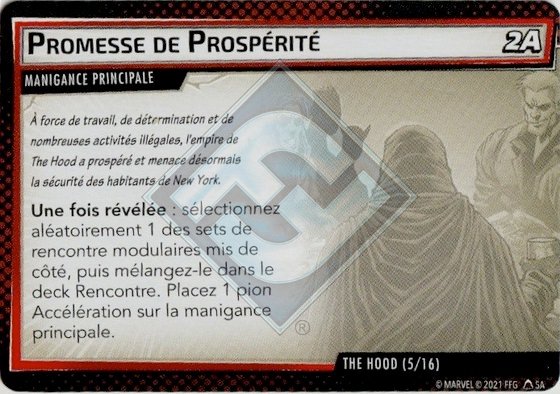 PROMESSE DE PROSPÉRITÉ
2A
MANIGANCE PRINCIPALE
À force de travail, de détermination et de
nombreuses activités illégales, l'empire de
The Hood a prospéré et menace désormais
la sécurité des habitants de New York.
Une fois révélée : sélectionnez
aléatoirement 1 des sets de
rencontre modulaires mis de
côté, puis mélangez-le dans le
deck Rencontre. Placez 1 pion
Accélération sur la manigance
principale.
®
THE HOOD (5/16)
© MARVEL © 2021 FFG SA